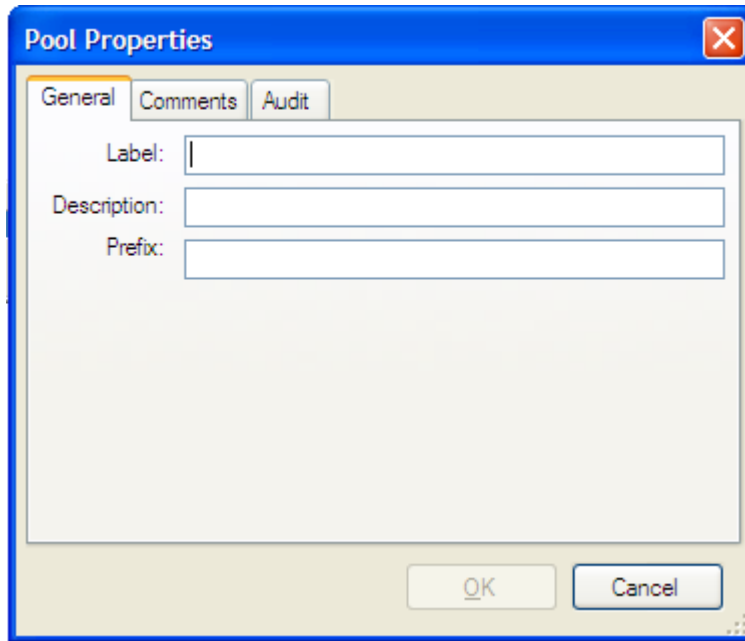 Pool Properties
General Comments Audit
Label:
Description:
Prefix:
OK Cancel